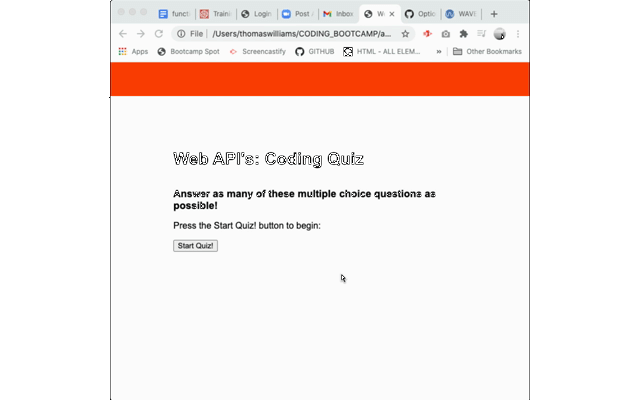 functi Traini Login Post Inbox We Optio WAVE
File | /Users/thomaswilliams/CODING_BOOTCAMP/a...
Apps Bootcamp Spot Screencastify GITHUB HTML - ALL ELEM... » Other Bookmarks
Web API's: Coding Quiz
Answer as many of these multiple choice questions as
possible!
Press the Start Quiz! button to begin:
Start Quiz!